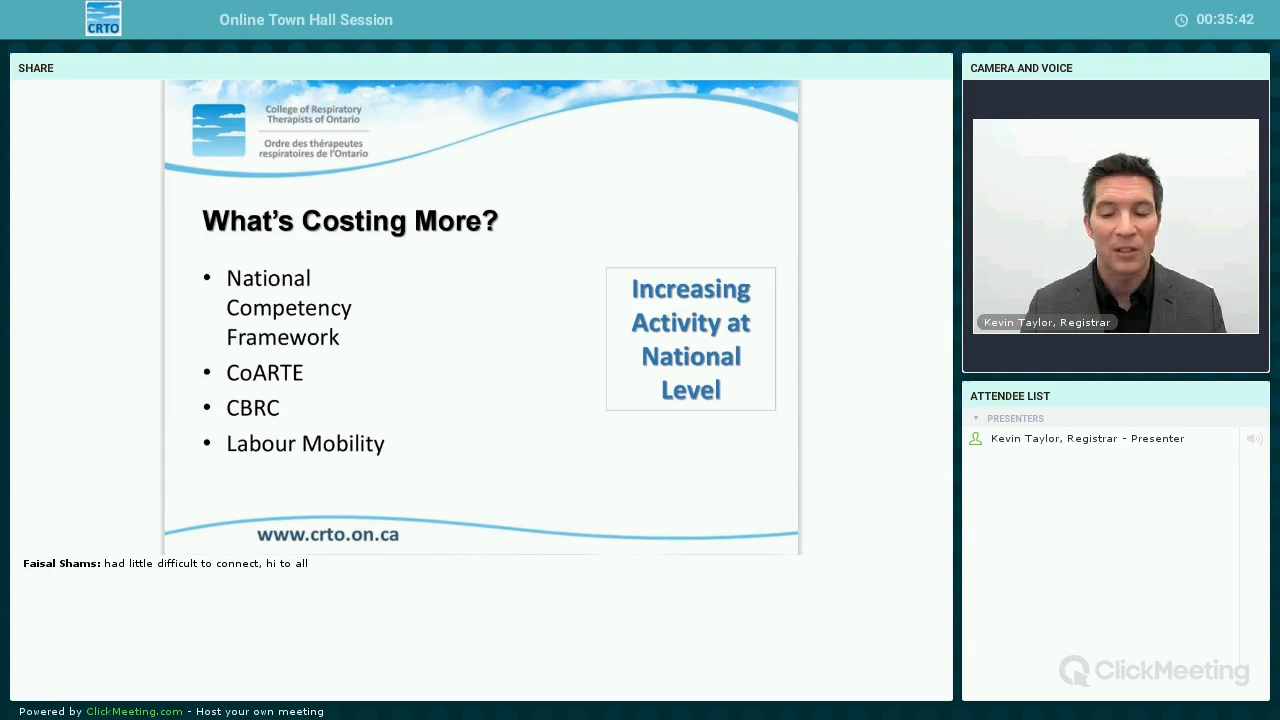 CRTO
Online Town Hall Session
00:35:42
SHARE
College of Respiratory
Therapists of Ontario
Ordre des thérapeutes
respiratoires de l'Ontario
What's Costing More?
• National
Competency
Framework
• CoARTE
• CBRC
• Labour Mobility
Increasing
Activity at
National
Level
www.crto.on.ca
Faisal Shams: had little difficult to connect, hi to all
CAMERA AND VOICE
Kevin Taylor, Registrar
ATTENDEE LIST
PRESENTERS
Kevin Taylor, Registrar - Presenter
ClickMeeting
Powered by ClickMeeting.com - Host your own meeting